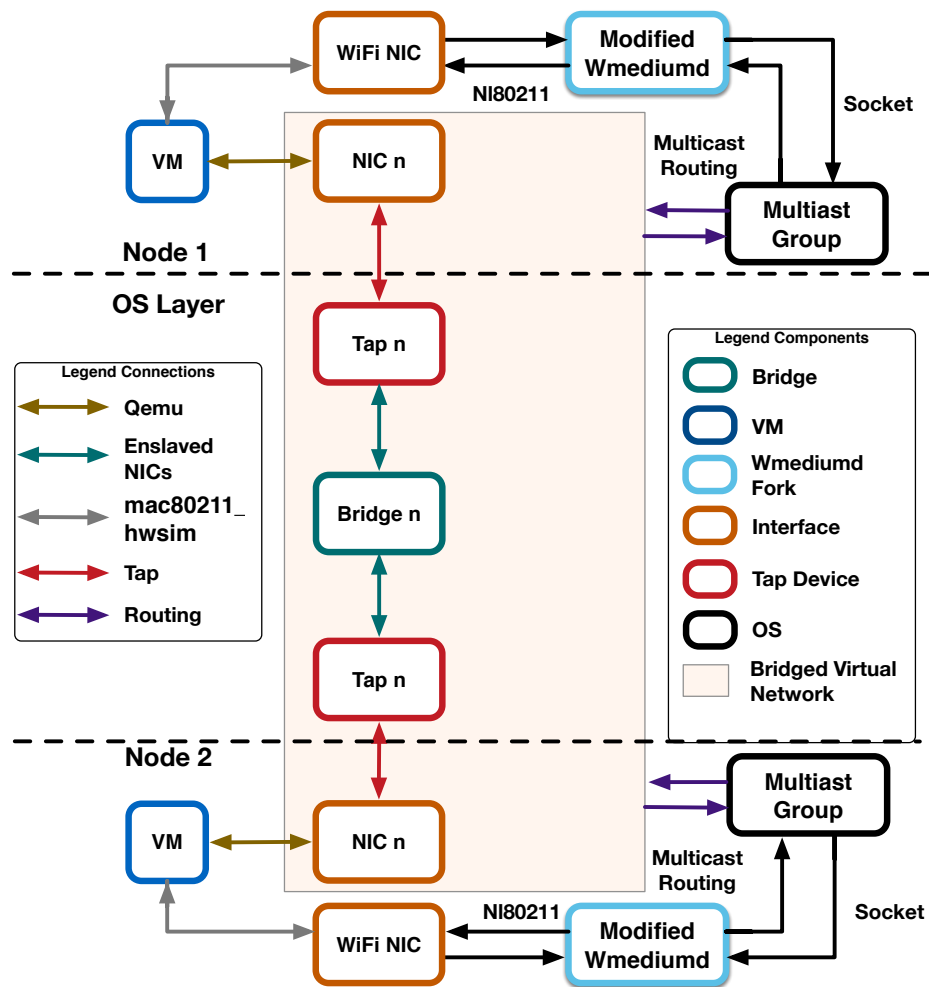 WiFi NIC
Modified
Wmediumd
NI80211
Socket
VM
NIC n
Multicast
Routing
Multiast
Group
Node 1
OS Layer
Tap n
Legend Connections
Qemu
Enslaved
NICs
mac80211_
hwsim
Tap
Routing
Bridge n
Tap n
Legend Components
Bridge
VM
Wmediumd
Fork
Interface
Tap Device
OS
Bridged Virtual
Network
Node 2
Multiast
Group
VM
NIC n
Multicast
Routing
NI80211
Socket
WiFi NIC
Modified
Wmediumd